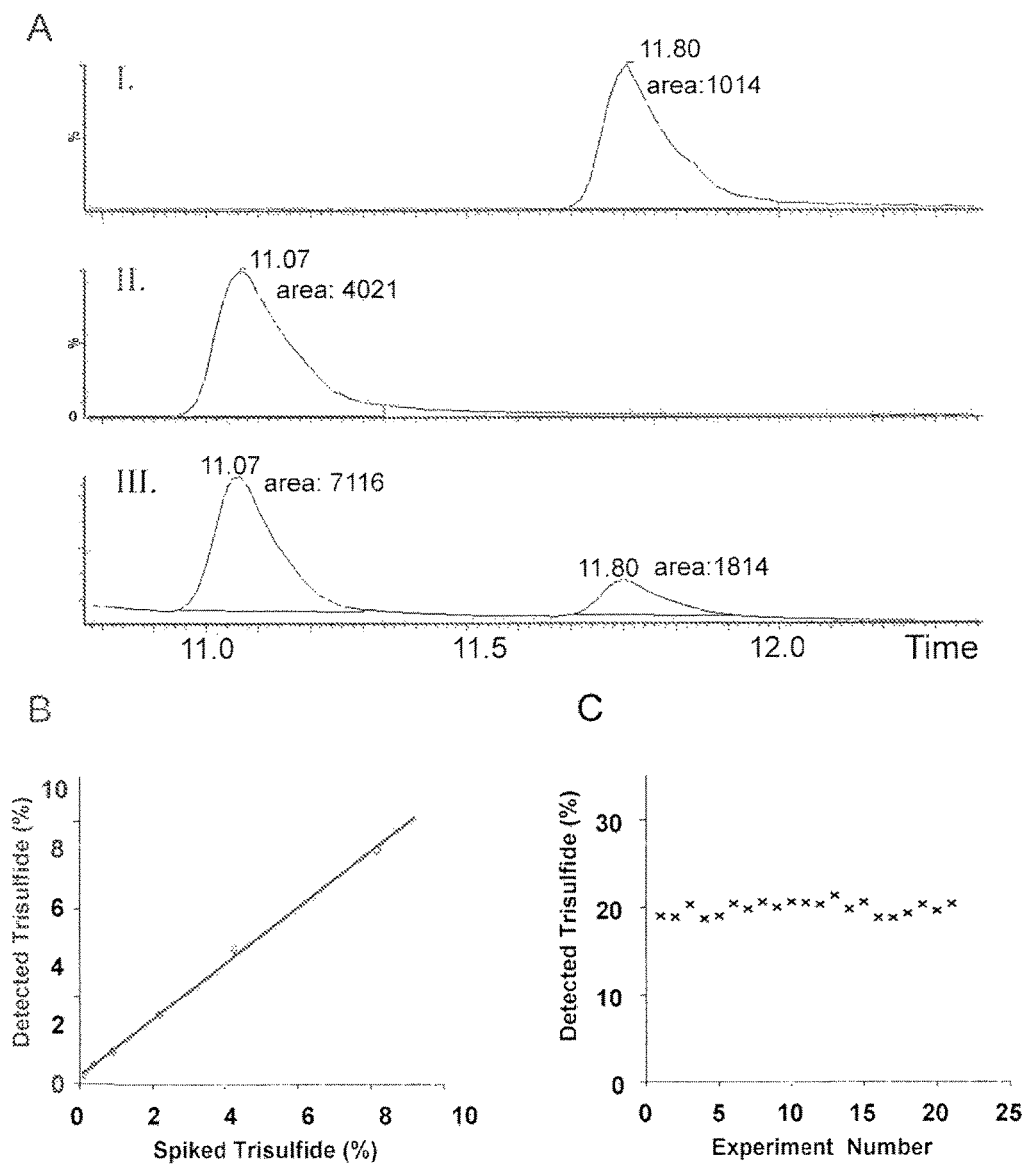 A
I.
11.80
area:1014
%
II.
11.07
area: 4021
%
0
III.
11.07
area: 7116
11.80 area:1814
11.0 11.5 12.0 Time
B
Detected Trisulfide (%)
10
8
6
4
2
0
0 2 4 6 8 10
Spiked Trisulfide (%)
C
Detected Trisulfide (%)
30
20
10
0
0 5 10 15 20 25
Experiment Number